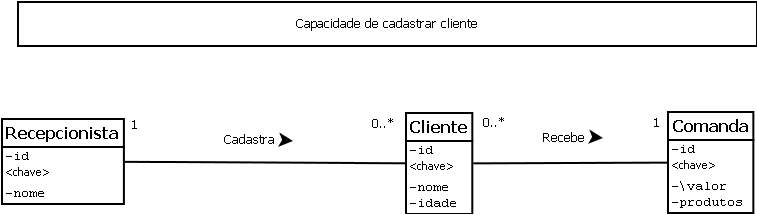 Capacidade de cadastrar cliente
Recepcionista
-id
<chave>
-nome
1
Cadastra
0..*
Cliente
-id
<chave>
-nome
-idade
0..*
Recebe
1
Comanda
-id
<chave>
-\valor
-produtos